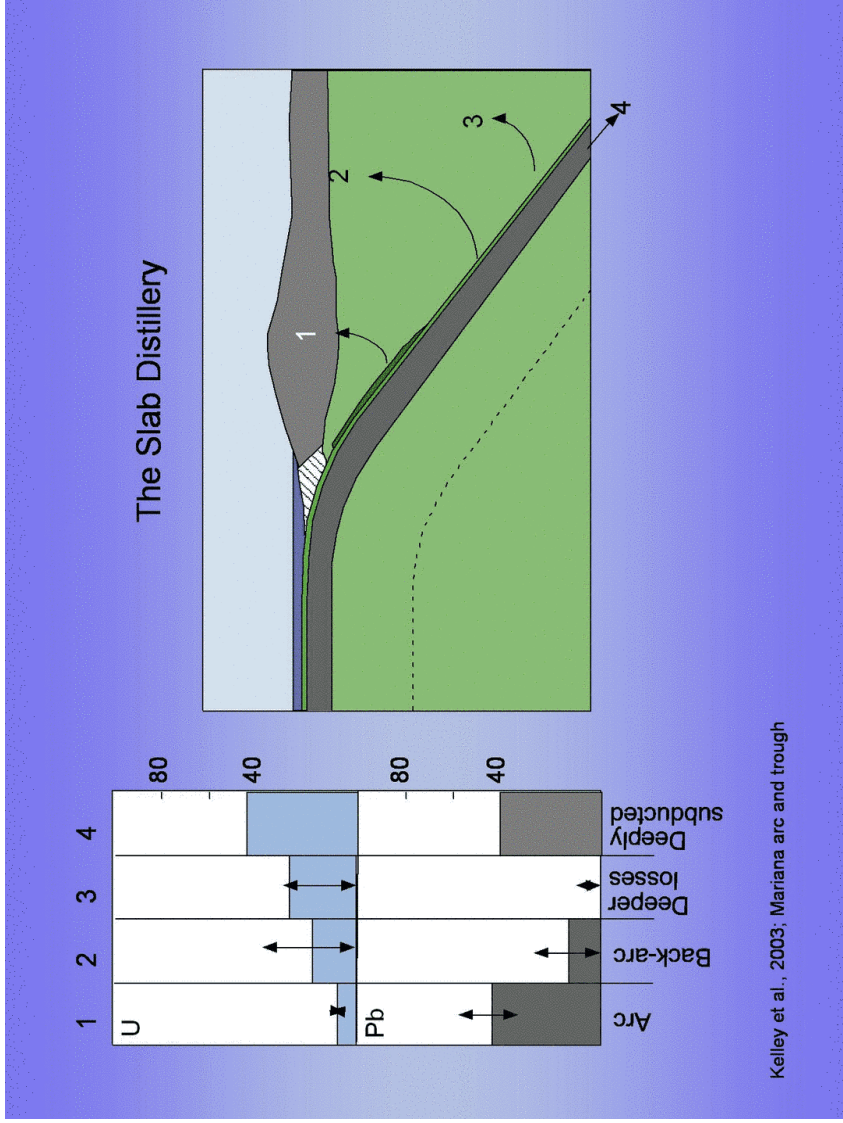 The Slab Distillery
1
2
3
4
1
2
3
4
U
80
40
Pb
80
40
Arc
Back-arc
Deeper
losses
Deeply
subducted
Kelley et al., 2003; Mariana arc and trough